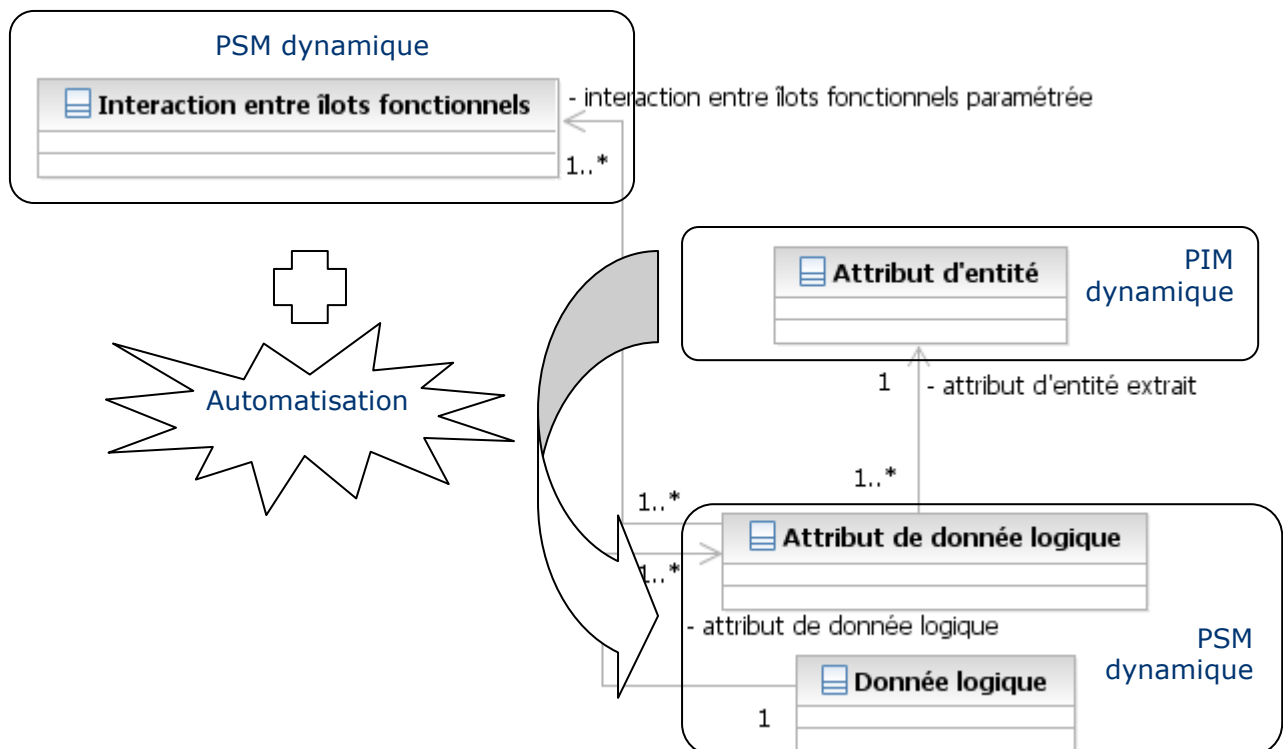 PSM dynamique
Interaction entre îlots fonctionnels
- interaction entre îlots fonctionnels paramétrée
1..*
Attribut d'entité
PIM
dynamique
Automatisation
1
- attribut d'entité extrait
1..*
1..*
Attribut de donnée logique
1..*
- attribut de donnée logique
PSM
dynamique
Donnée logique
1